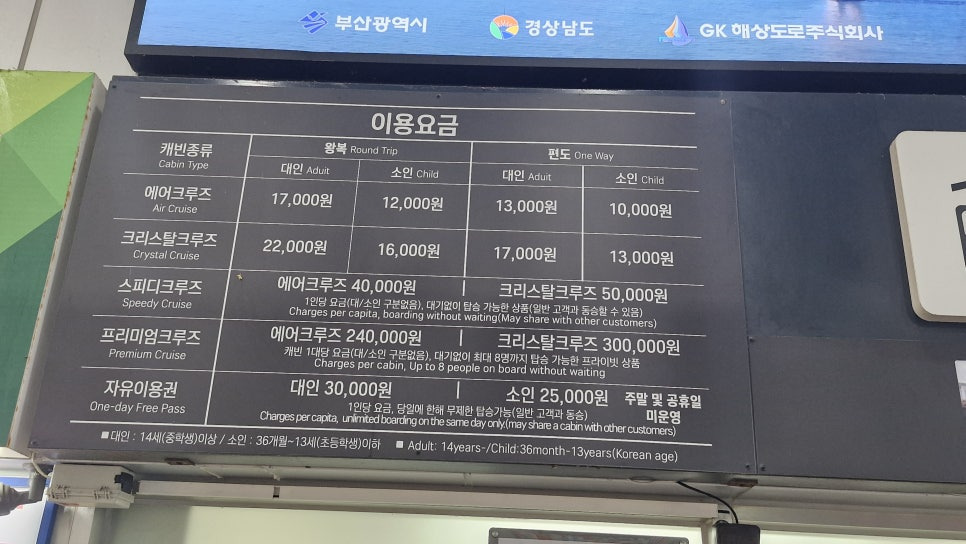 부산광역시 경상남도 GK 해상도로주식회사
이용요금
캐빈종류 Cabin Type 왕복 Round Trip 편도 One Way
대인 Aduit 소인 Child 대인 Aduit 소인 Child
에어크루즈 Air Cruise 17,000원 12,000원 13,000원 10,000원
크리스탈크루즈 Crystal Cruise 22,000원 16,000원 17,000원 13,000원
스피디크루즈 Speedy Cruise
에어크루즈 40,000원 | 크리스탈크루즈 50,000원
1인당 요금(대/소인 구분없음), 대기없이 탑승 가능한 상품(일반 고객과 동승할 수 있음)
Charges per capita, boarding without waiting(May share with other customers)
프리미엄크루즈 Premium Cruise
에어크루즈 240,000원 | 크리스탈크루즈 300,000원
캐빈 1대당 요금(대/소인 구분없음), 대기없이 최대 8명까지 탑승 가능한 프라이빗 상품
Charges per cabin, Up to 8 people on board without waiting
자유이용권 One-day Free Pass
대인 30,000원 | 소인 25,000원 주말 및 공휴일 미운영
1인당 요금, 당일에 한해 무제한 탑승가능(일반 고객과 동승)
Charges per capita, unlimited boarding on the same day only.(may share a cabin with other customers)
■ 대인 : 14세(중학생)이상 / 소인 : 36개월~13세(초등학생)이하 ■ Aduit: 14years-/Child:36month-13years(Korean age)